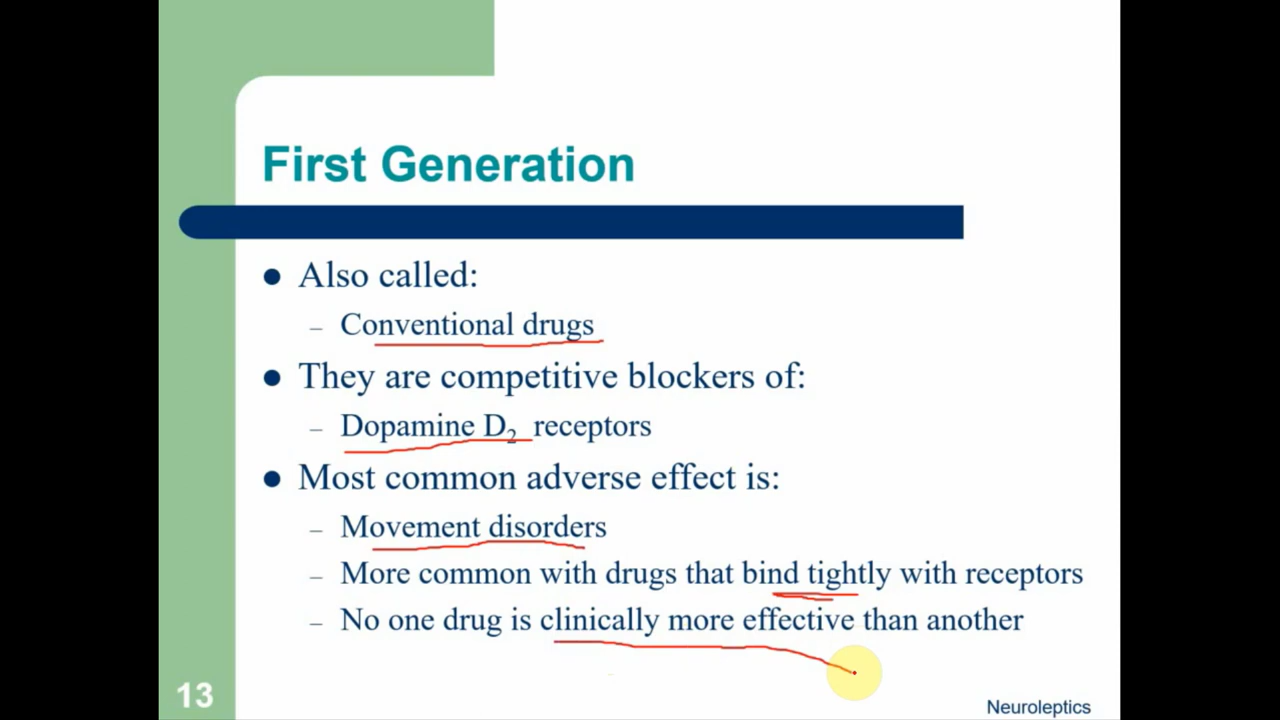 First Generation
Also called:
– Conventional drugs
They are competitive blockers of:
– Dopamine D₂ receptors
Most common adverse effect is:
– Movement disorders
– More common with drugs that bind tightly with receptors
– No one drug is clinically more effective than another
13
Neuroleptics